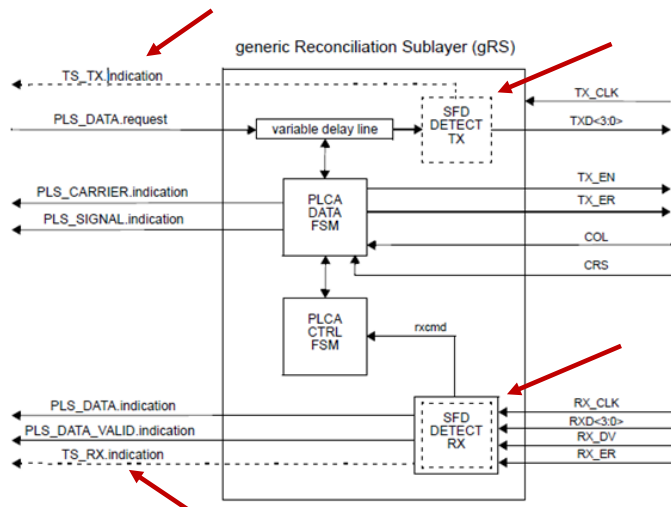 generic Reconciliation Sublayer (gRS)
TS_TX.Indication
SFD
DETECT
TX
TX_CLK
PLS_DATA.request
variable delay line
TXD<3:0>
PLS_CARRIER.indication
PLCA
DATA
FSM
TX_EN
TX_ER
PLS_SIGNAL.indication
COL
CRS
PLCA
CTRL
FSM
rxcmd
PLS_DATA.indication
SFD
DETECT
RX
RX_CLK
RXD<3:0>
PLS_DATA_VALID.indication
RX_DV
TS_RX.indication
RX_ER